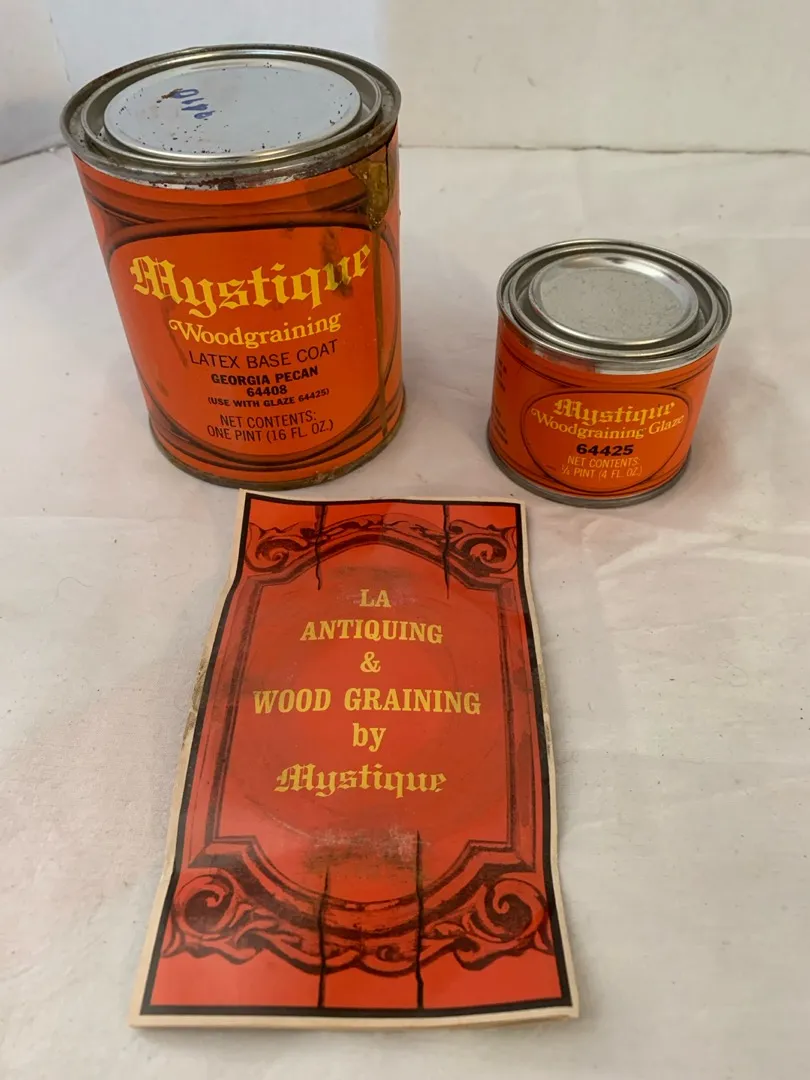 Mystique
Woodgraining
LATEX BASE COAT
GEORGIA PECAN
64408
(USE WITH GLAZE 64425)
NET CONTENTS:
ONE PINT (16 FL. OZ.)
Mystique
Woodgraining Glaze
64425
NET CONTENTS:
¼ PINT (4 FL. OZ.)
LA
ANTIQUING
&
WOOD GRAINING
by
Mystique